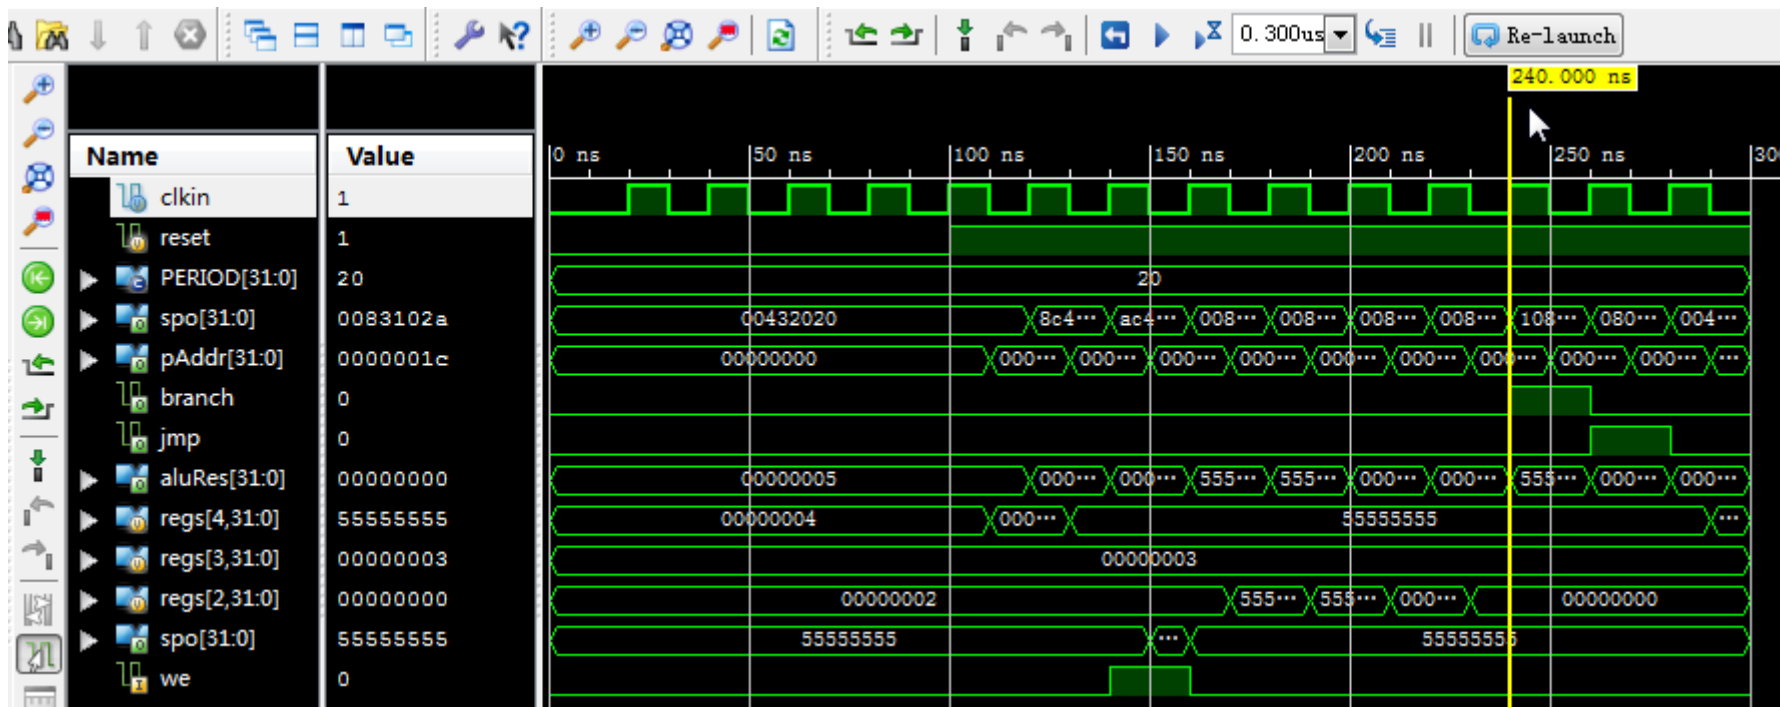 0.300us Re-launch
240.000 ns
Name Value 0 ns 50 ns 100 ns 150 ns 200 ns 250 ns 300
clkin 1
reset 1
PERIOD[31:0] 20 20
spo[31:0] 0083102a 00432020 8c4··· ac4··· 008··· 008··· 008··· 008··· 108··· 080··· 004···
pAddr[31:0] 0000001c 00000000 000··· 000··· 000··· 000··· 000··· 000··· 000··· 000··· 000··· ···
branch 0
jmp 0
aluRes[31:0] 00000000 00000005 000··· 000··· 555··· 555··· 000··· 000··· 555··· 000··· 000···
regs[4,31:0] 55555555 00000004 000··· 55555555 ···
regs[3,31:0] 00000003 00000003
regs[2,31:0] 00000000 00000002 555··· 555··· 000··· 00000000
spo[31:0] 55555555 55555555 ··· 55555555
we 0